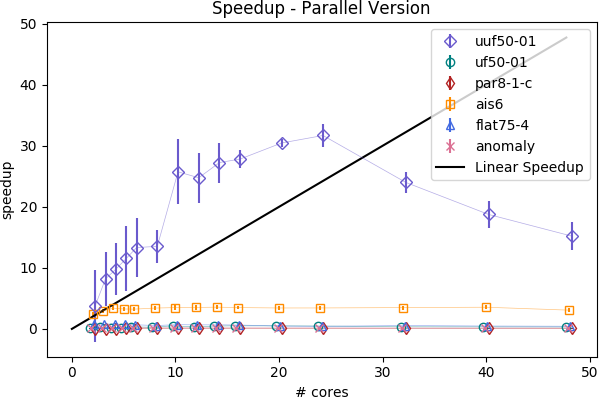 Speedup - Parallel Version
50
40
30
20
10
0
speedup
0 10 20 30 40 50
# cores
uuf50-01
uf50-01
par8-1-c
ais6
flat75-4
anomaly
Linear Speedup